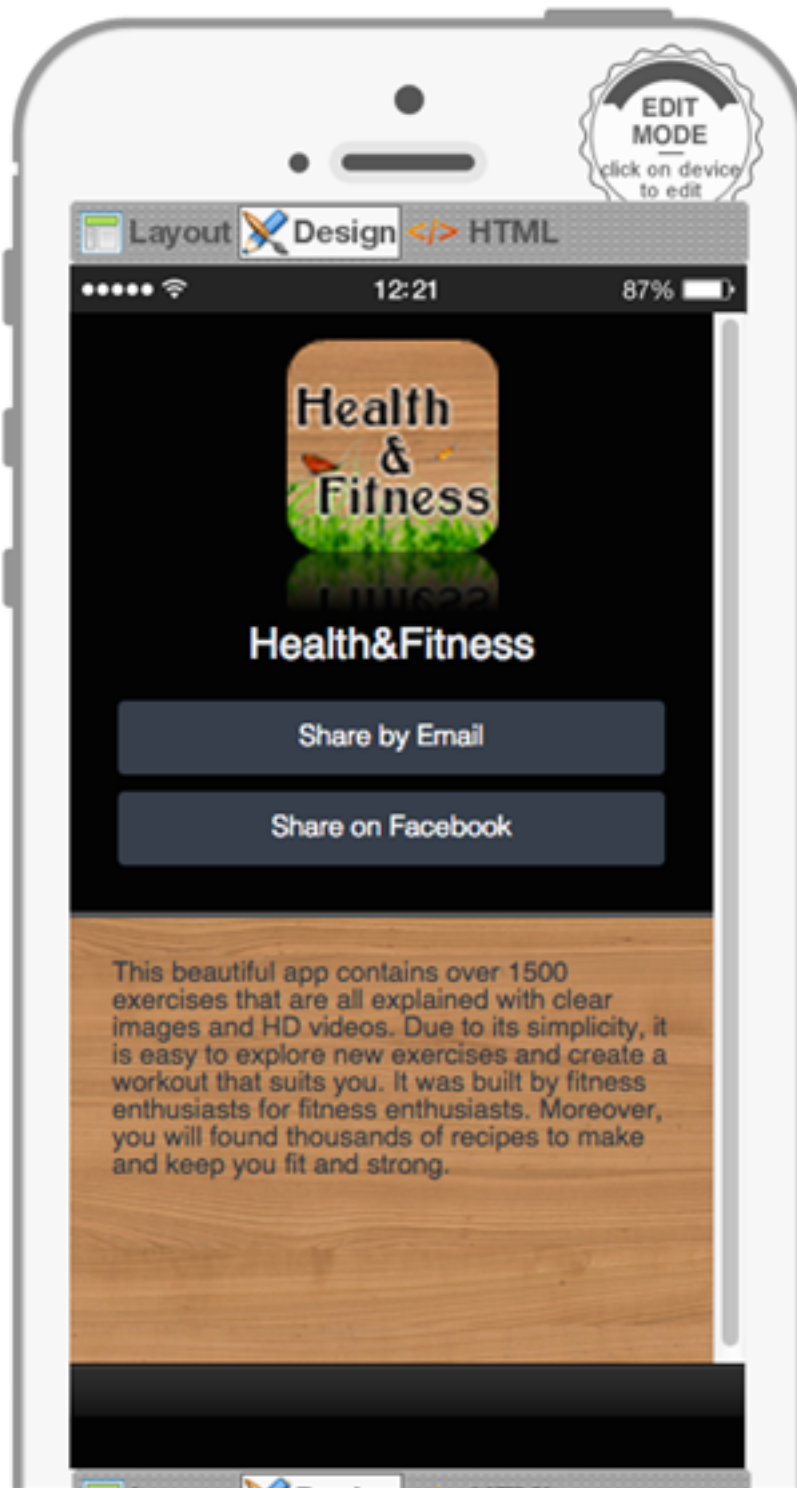 EDIT
MODE
click on device
to edit
Layout Design </> HTML
12:21 87%
Health
&
Fitness
Health&Fitness
Share by Email
Share on Facebook
This beautiful app contains over 1500
exercises that are all explained with clear
images and HD videos. Due to its simplicity, it
is easy to explore new exercises and create a
workout that suits you. It was built by fitness
enthusiasts for fitness enthusiasts. Moreover,
you will found thousands of recipes to make
and keep you fit and strong.